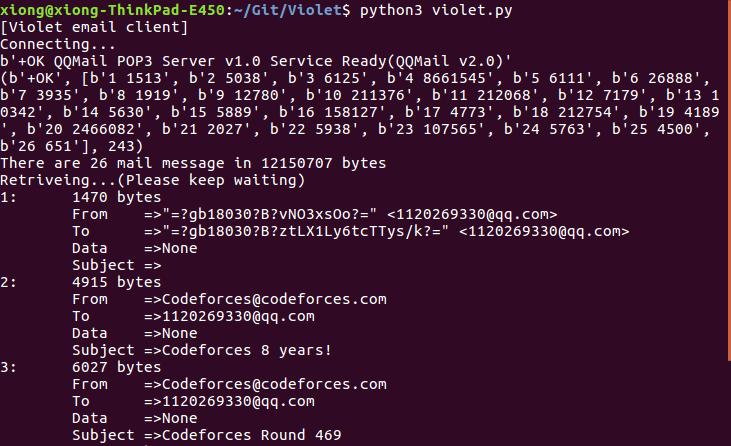 xiong@xiong-ThinkPad-E450:~/Git/Violet$ python3 violet.py
[Violet email client]
Connecting...
b'+OK QQMail POP3 Server v1.0 Service Ready(QQMail v2.0)'
(b'+OK', [b'1 1513', b'2 5038', b'3 6125', b'4 8661545', b'5 6111', b'6 26888',
b'7 3935', b'8 1919', b'9 12780', b'10 211376', b'11 212068', b'12 7179', b'13 1
0342', b'14 5630', b'15 5889', b'16 158127', b'17 4773', b'18 212754', b'19 4189
', b'20 2466082', b'21 2027', b'22 5938', b'23 107565', b'24 5763', b'25 4500',
b'26 651'], 243)
There are 26 mail message in 12150707 bytes
Retriveing...(Please keep waiting)
1: 1470 bytes
From =>"=?gb18030?B?vNO3xsOo?=" <1120269330@qq.com>
To =>"=?gb18030?B?ztLX1Ly6tcTTys/k?=" <1120269330@qq.com>
Data =>None
Subject =>
2: 4915 bytes
From =>Codeforces@codeforces.com
To =>1120269330@qq.com
Data =>None
Subject =>Codeforces 8 years!
3: 6027 bytes
From =>Codeforces@codeforces.com
To =>1120269330@qq.com
Data =>None
Subject =>Codeforces Round 469